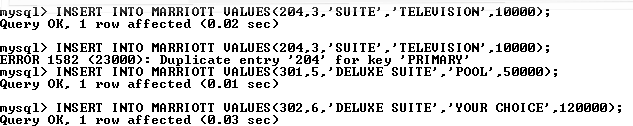 mysql> INSERT INTO MARRIOTT VALUES(204,3,'SUITE','TELEVISION',10000);
Query OK, 1 row affected (0.02 sec)
mysql> INSERT INTO MARRIOTT VALUES(204,3,'SUITE','TELEVISION',10000);
ERROR 1582 (23000): Duplicate entry '204' for key 'PRIMARY'
mysql> INSERT INTO MARRIOTT VALUES(301,5,'DELUXE SUITE','POOL',50000);
Query OK, 1 row affected (0.01 sec)
mysql> INSERT INTO MARRIOTT VALUES(302,6,'DELUXE SUITE','YOUR CHOICE',120000);
Query OK, 1 row affected (0.03 sec)